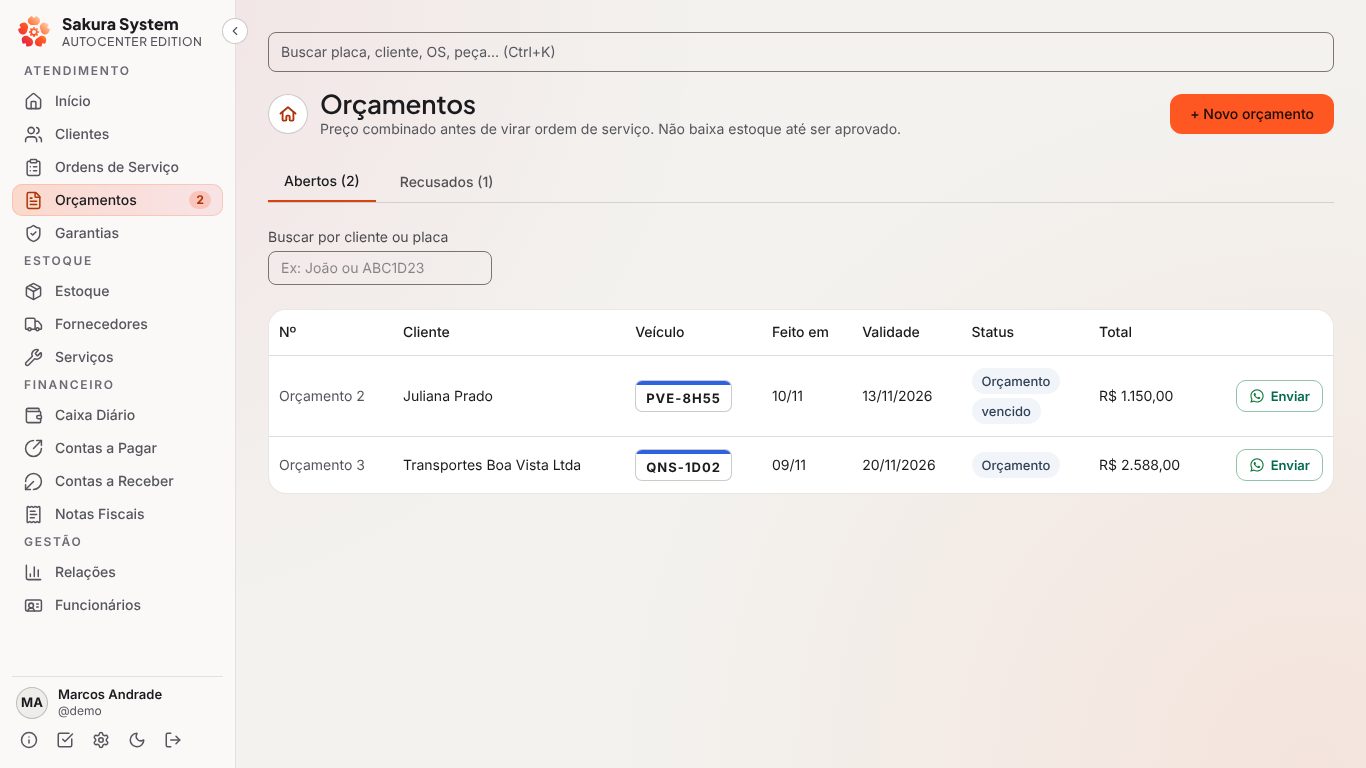 Sakura System
AUTOCENTER EDITION
ATENDIMENTO
Início
Clientes
Ordens de Serviço
Orçamentos 2
Garantias
ESTOQUE
Estoque
Fornecedores
Serviços
FINANCEIRO
Caixa Diário
Contas a Pagar
Contas a Receber
Notas Fiscais
GESTÃO
Relações
Funcionários
MA
Marcos Andrade
@demo
Buscar placa, cliente, OS, peça... (Ctrl+K)
Orçamentos
Preço combinado antes de virar ordem de serviço. Não baixa estoque até ser aprovado.
+ Novo orçamento
Abertos (2) Recusados (1)
Buscar por cliente ou placa
Ex: João ou ABC1D23
Nº Cliente Veículo Feito em Validade Status Total
Orçamento 2 Juliana Prado PVE-8H55 10/11 13/11/2026 Orçamento vencido R$ 1.150,00 Enviar
Orçamento 3 Transportes Boa Vista Ltda QNS-1D02 09/11 20/11/2026 Orçamento R$ 2.588,00 Enviar